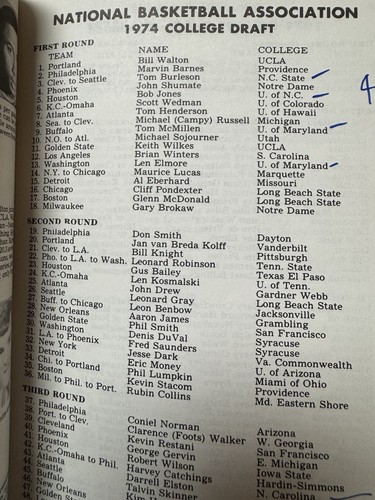 NATIONAL BASKETBALL ASSOCIATION
1974 COLLEGE DRAFT
FIRST ROUND
TEAM NAME COLLEGE
1. Portland Bill Walton UCLA
2. Philadelphia Marvin Barnes Providence
3. Clev. to Seattle Tom Burleson N.C. State
4. Phoenix John Shumate Notre Dame
5. Houston Bob Jones U. of N.C.
6. K.C.-Omaha Scott Wedman U. of Colorado
7. Atlanta Tom Henderson U. of Hawaii
8. Sea. to Clev. Michael (Campy) Russell Michigan
9. Buffalo Tom McMillen U. of Maryland
10. N.O. to Atl. Michael Sojourner Utah
11. Golden State Keith Wilkes UCLA
12. Los Angeles Brian Winters S. Carolina
13. Washington Len Elmore U. of Maryland
14. N.Y. to Chicago Maurice Lucas Marquette
15. Detroit Al Eberhard Missouri
16. Chicago Cliff Pondexter Long Beach State
17. Boston Glenn McDonald Long Beach State
18. Milwaukee Gary Brokaw Notre Dame
SECOND ROUND
19. Philadelphia Don Smith Dayton
20. Portland Jan van Breda Kolff Vanderbilt
21. Clev. to L.A. Bill Knight Pittsburgh
22. Pho. to L.A. to Wash. Leonard Robinson Tenn. State
23. Houston Gus Bailey Texas El Paso
24. K.C.-Omaha Len Kosmalski U. of Tenn.
25. Atlanta John Drew Gardner Webb
26. Seattle Leonard Gray Long Beach State
27. Buff. to Chicago Leon Benbow Jacksonville
28. New Orleans Aaron James Grambling
29. Golden State Phil Smith San Francisco
30. Washington Denis DuVal Syracuse
31. L.A. to Phoenix Fred Saunders Syracuse
32. New York Jesse Dark Va. Commonwealth
33. Detroit Eric Money U. of Arizona
34. Chi. to Portland Phil Lumpkin Miami of Ohio
35. Boston Kevin Stacom Providence
36. Mil. to Phil. to Port. Rubin Collins Md. Eastern Shore
THIRD ROUND
37. Philadelphia Coniel Norman Arizona
38. Port. to Clev. Clarence (Foots) Walker W. Georgia
39. Cleveland Kevin Restani San Francisco
40. Phoenix George Gervin E. Michigan
41. Houston Robert Wilson
42. K.C.-Omaha to Phil. Harvey Catchings Hardin-Simmons
43. Atlanta Darrell Elston
44. Seattle Talvin Skinner
45. Buffalo
New Orleans